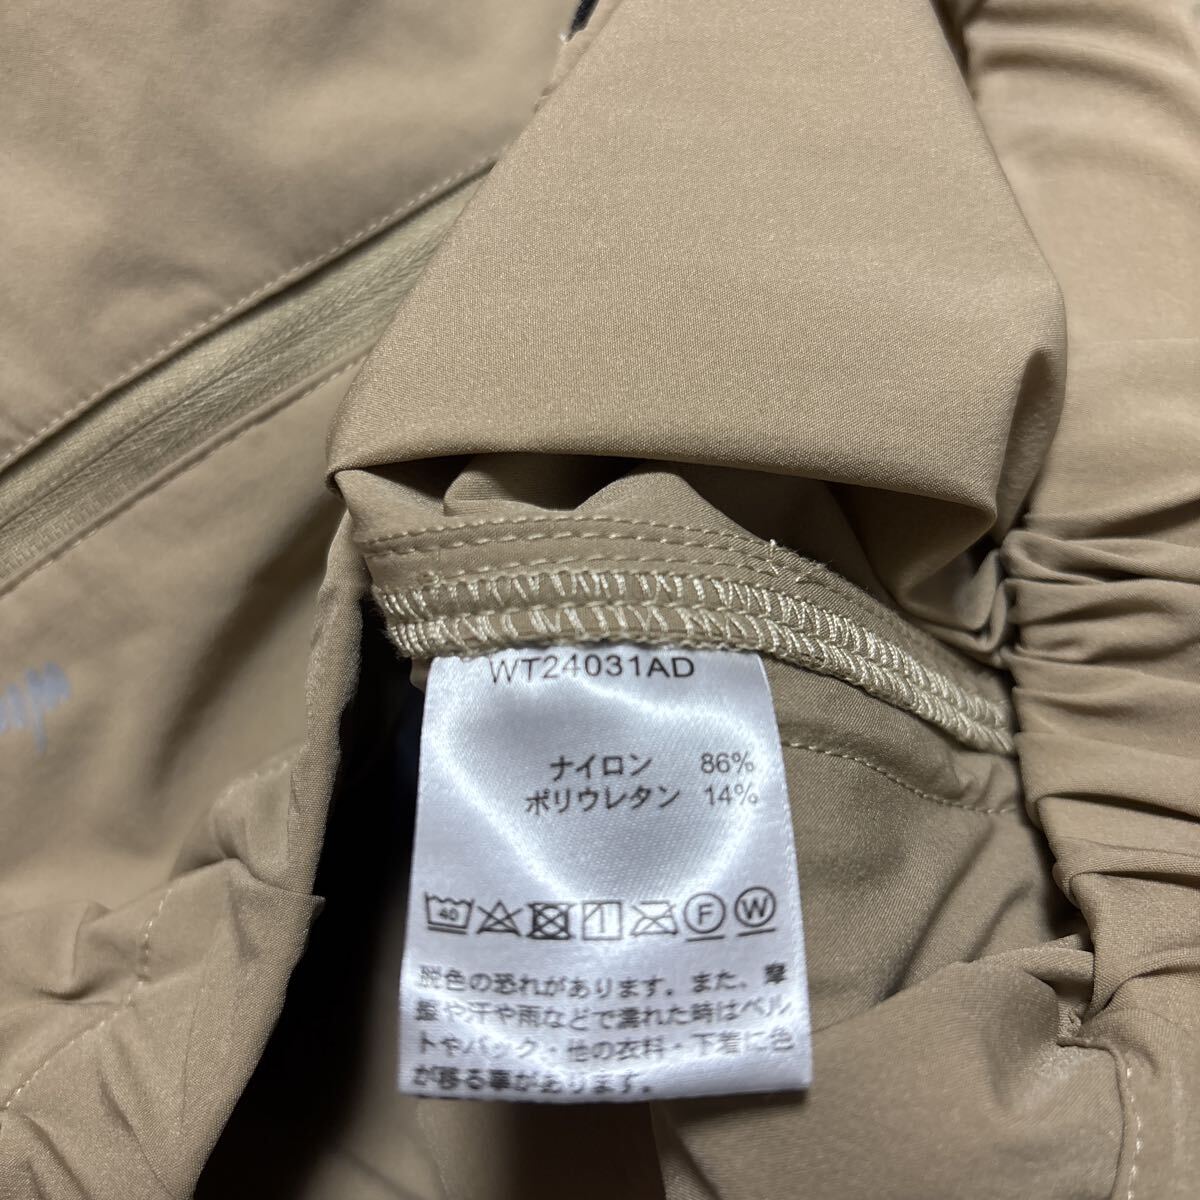 WT24031AD
ナイロン 86%
ポリウレタン 14%
40 F W
脱色の恐れがあります。また、摩
擦や汗や雨などで濡れた時はベル
トやバック・他の衣料・下着に色
が移る事があります。